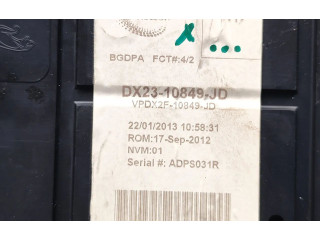 BGDPA FCT#:4/2
DX23-10849-JD
VPDX2F-10849-JD
22/01/2013 10:58:31
ROM:17-Sep-2012
NVM:01
Serial #: ADPS031R